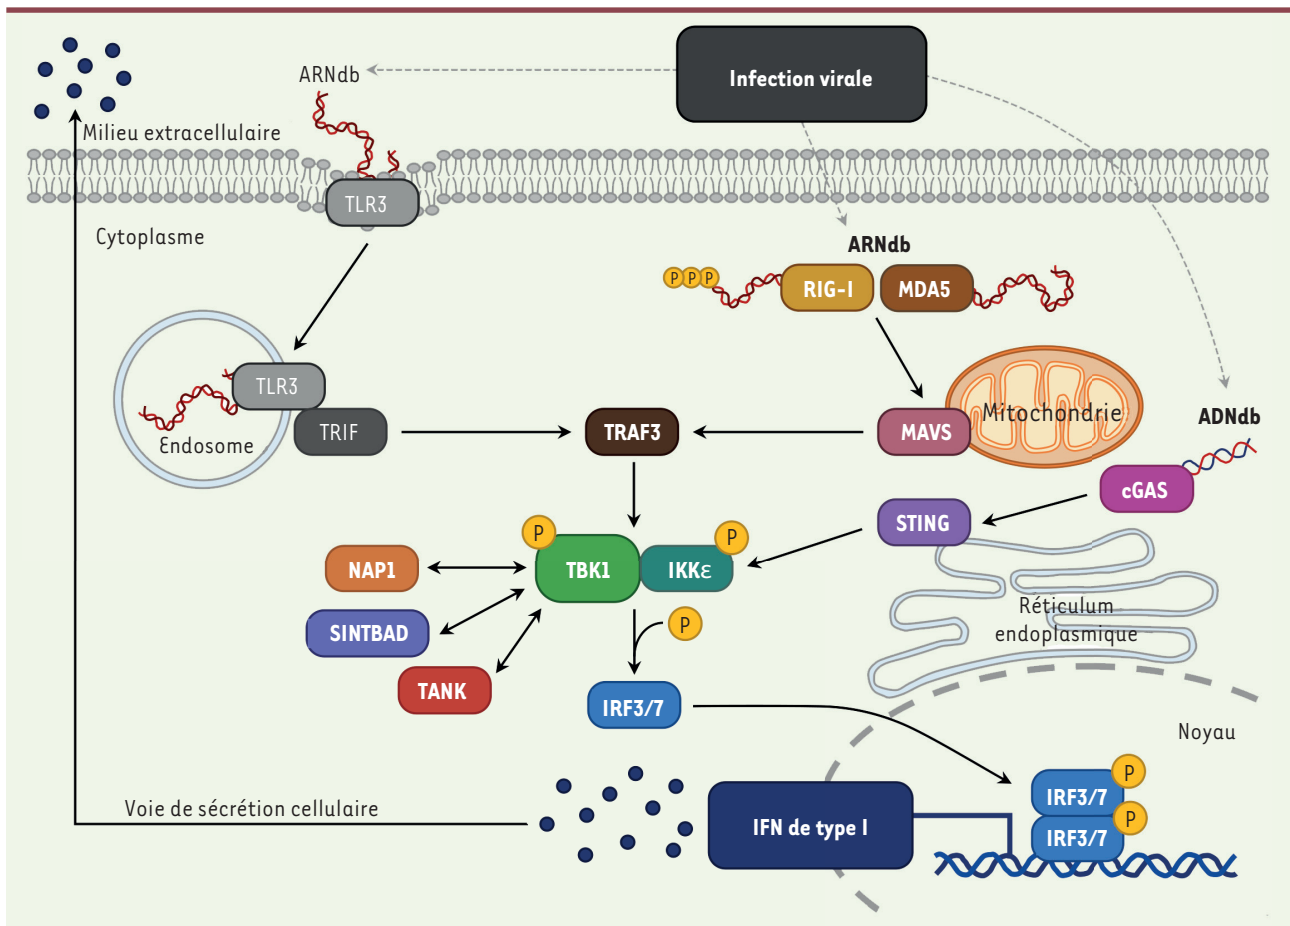 Infection virale
ARNdb
Milieu extracellulaire
TLR3
Cytoplasme
ARNdb
P P P
RIG-I
MDA5
TLR3
Endosome
TRIF
TRAF3
MAVS
Mitochondrie
ADNdb
cGAS
STING
P
P
NAP1
TBK1
IKKε
SINTBAD
P
Réticulum
endoplasmique
TANK
IRF3/7
Noyau
Voie de sécrétion cellulaire
IFN de type I
P
IRF3/7
P
IRF3/7